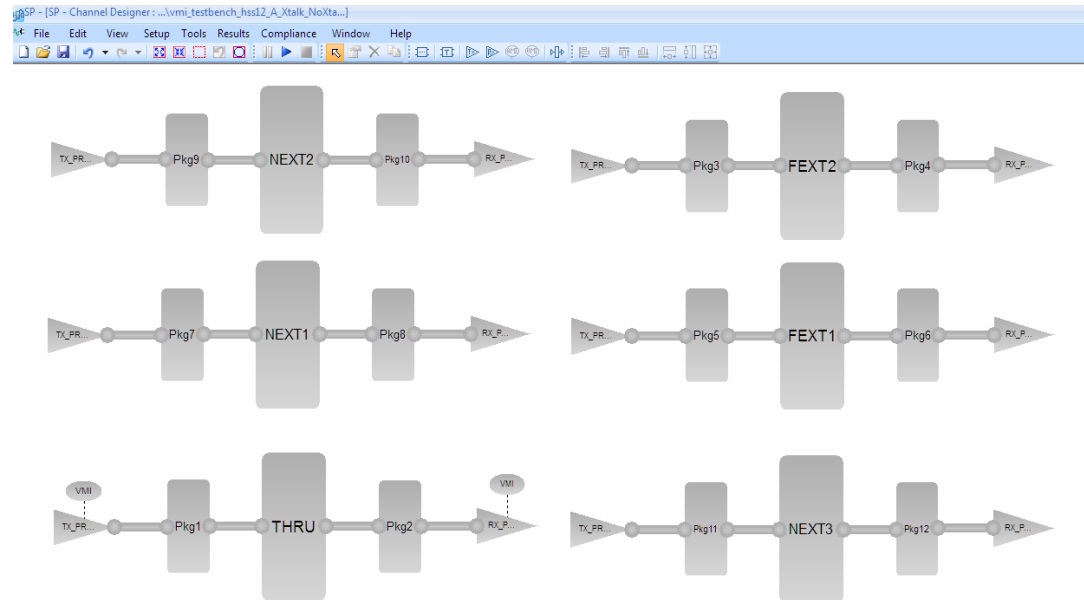 SP - [SP - Channel Designer : ...\vmi_testbench_hss12_A_Xtalk_NoXta...]
File Edit View Setup Tools Results Compliance Window Help
TX_PR... Pkg9 NEXT2 Pkg10 RX_P...
TX_PR... Pkg3 FEXT2 Pkg4 RX_P...
TX_PR... Pkg7 NEXT1 Pkg8 RX_P...
TX_PR... Pkg5 FEXT1 Pkg6 RX_P...
VMI VMI
TX_PR... Pkg1 THRU Pkg2 RX_P...
TX_PR... Pkg11 NEXT3 Pkg12 RX_P...